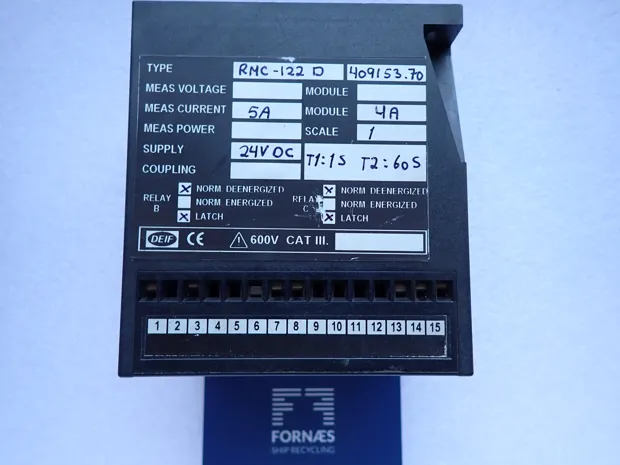 TYPE RMC-122 D 409153.70
MEAS VOLTAGE MODULE
MEAS CURRENT 5A MODULE 4A
MEAS POWER SCALE 1
SUPPLY 24V DC T1:1S T2:60S
COUPLING
RELAY B
X NORM DEENERGIZED
NORM ENERGIZED
X LATCH
RELAY C
X NORM DEENERGIZED
NORM ENERGIZED
X LATCH
DEIF CE ⚠ 600V CAT III.
1 2 3 4 5 6 7 8 9 10 11 12 13 14 15
FORNÆS
SHIP RECYCLING